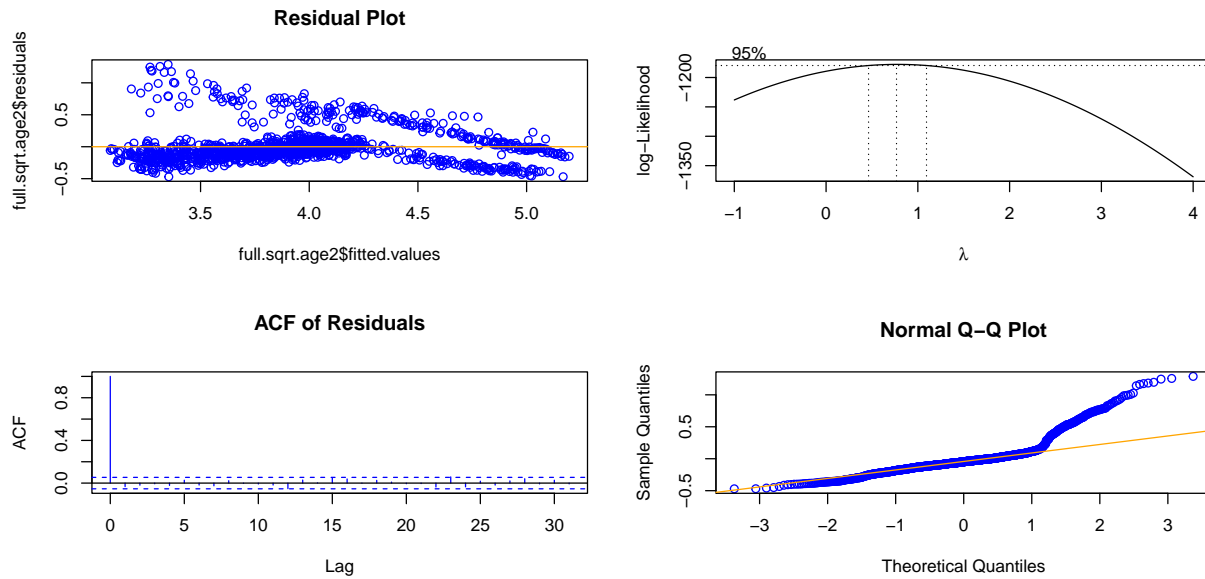 Residual Plot
full.sqrt.age2$residuals
0.5
−0.5
3.5 4.0 4.5 5.0
full.sqrt.age2$fitted.values
95%
log−Likelihood
−1200
−1350
−1 0 1 2 3 4
λ
ACF of Residuals
ACF
0.8
0.4
0.0
0 5 10 15 20 25 30
Lag
Normal Q−Q Plot
Sample Quantiles
0.5
−0.5
−3 −2 −1 0 1 2 3
Theoretical Quantiles